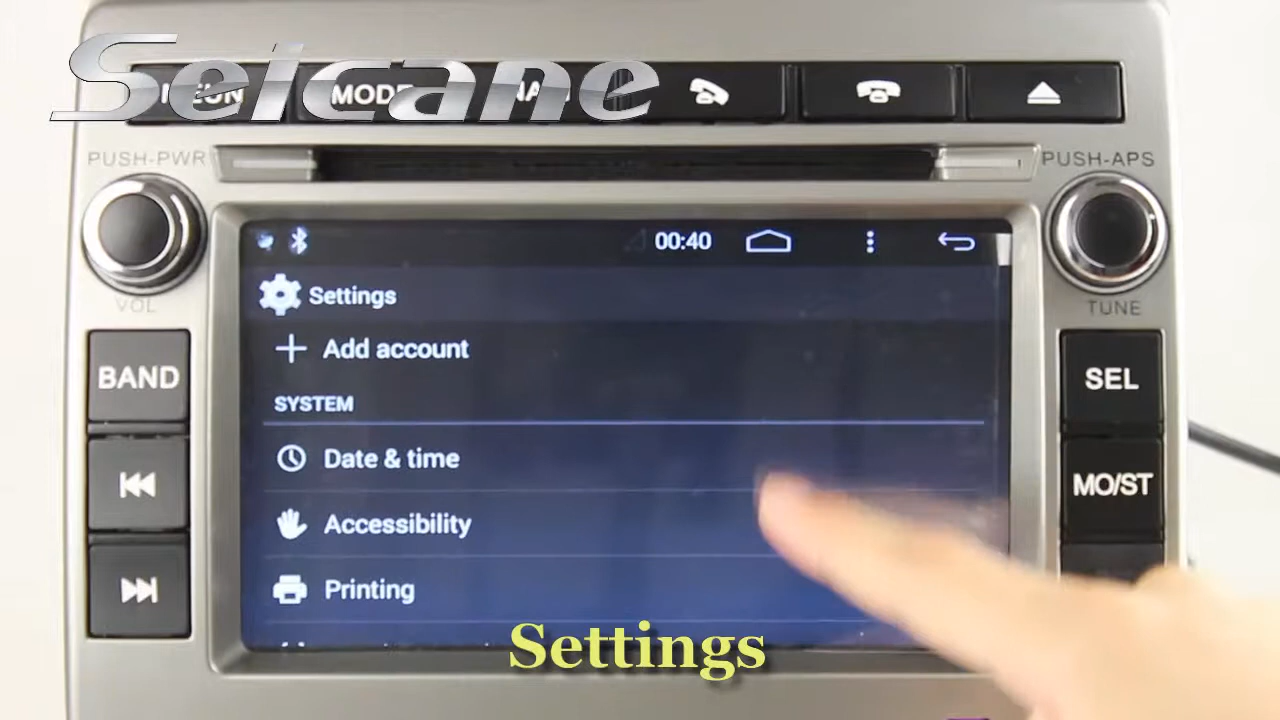 Seicane
MODE
PUSH-PWR
PUSH-APS
00:40
VOL
Settings
TUNE
Add account
BAND
SEL
SYSTEM
Date & time
MO/ST
Accessibility
Printing
Settings